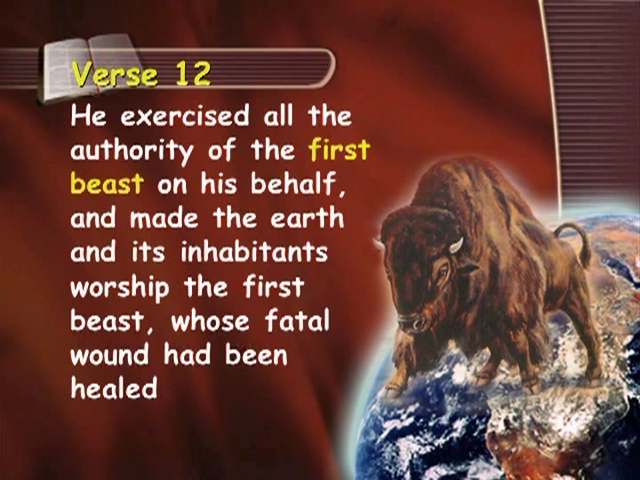 Verse 12
He exercised all the
authority of the first
beast on his behalf,
and made the earth
and its inhabitants
worship the first
beast, whose fatal
wound had been
healed